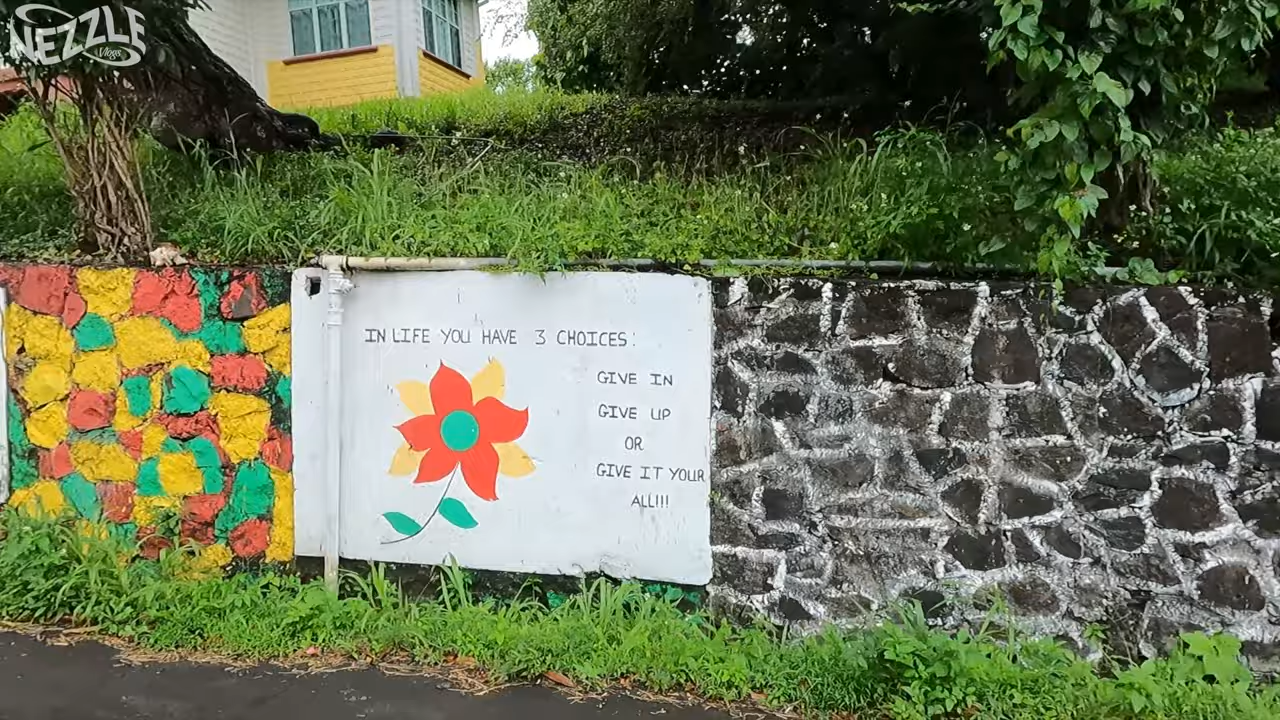 NEZZLE
Vlogs
IN LIFE YOU HAVE 3 CHOICES:
GIVE IN
GIVE UP
OR
GIVE IT YOUR
ALL!!!